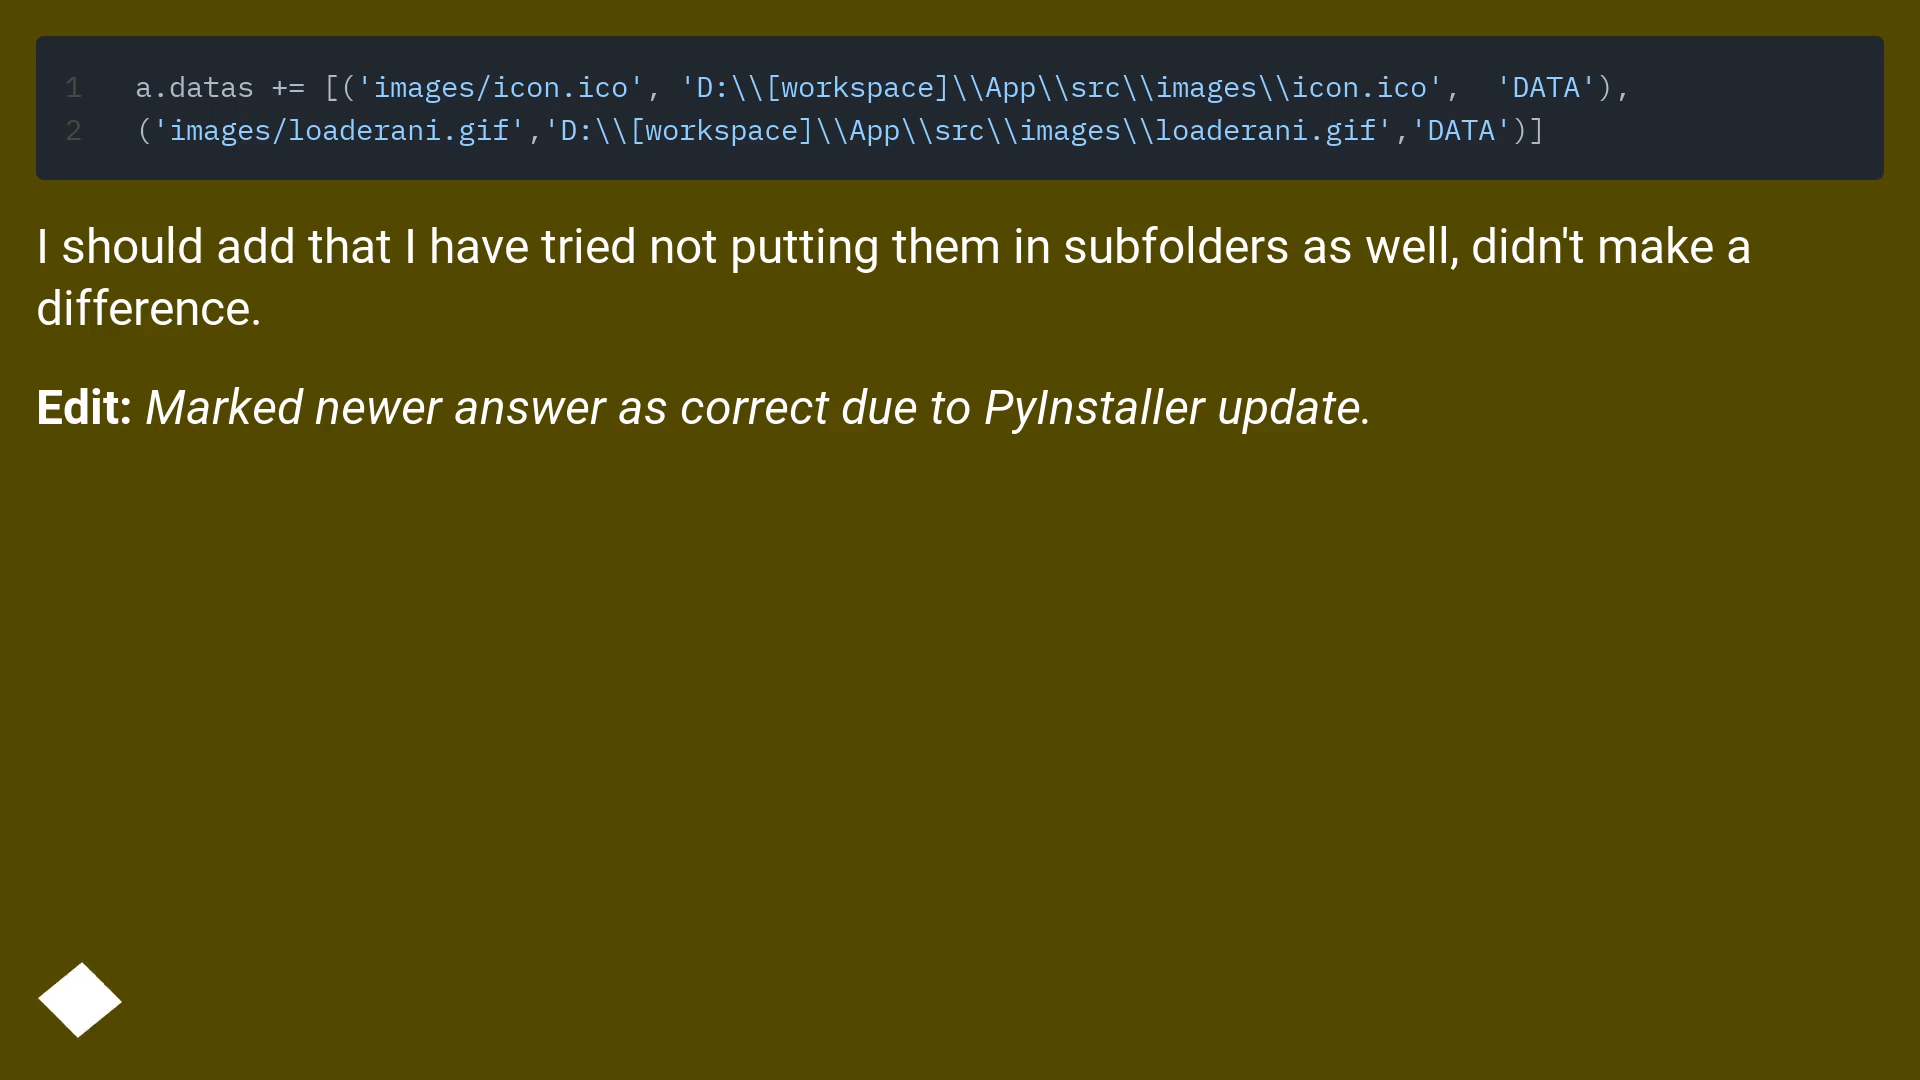 1 a.datas += [('images/icon.ico', 'D:\\[workspace]\\App\\src\\images\\icon.ico',  'DATA'),
2 ('images/loaderani.gif','D:\\[workspace]\\App\\src\\images\\loaderani.gif','DATA')]
I should add that I have tried not putting them in subfolders as well, didn't make a
difference.
Edit: Marked newer answer as correct due to PyInstaller update.